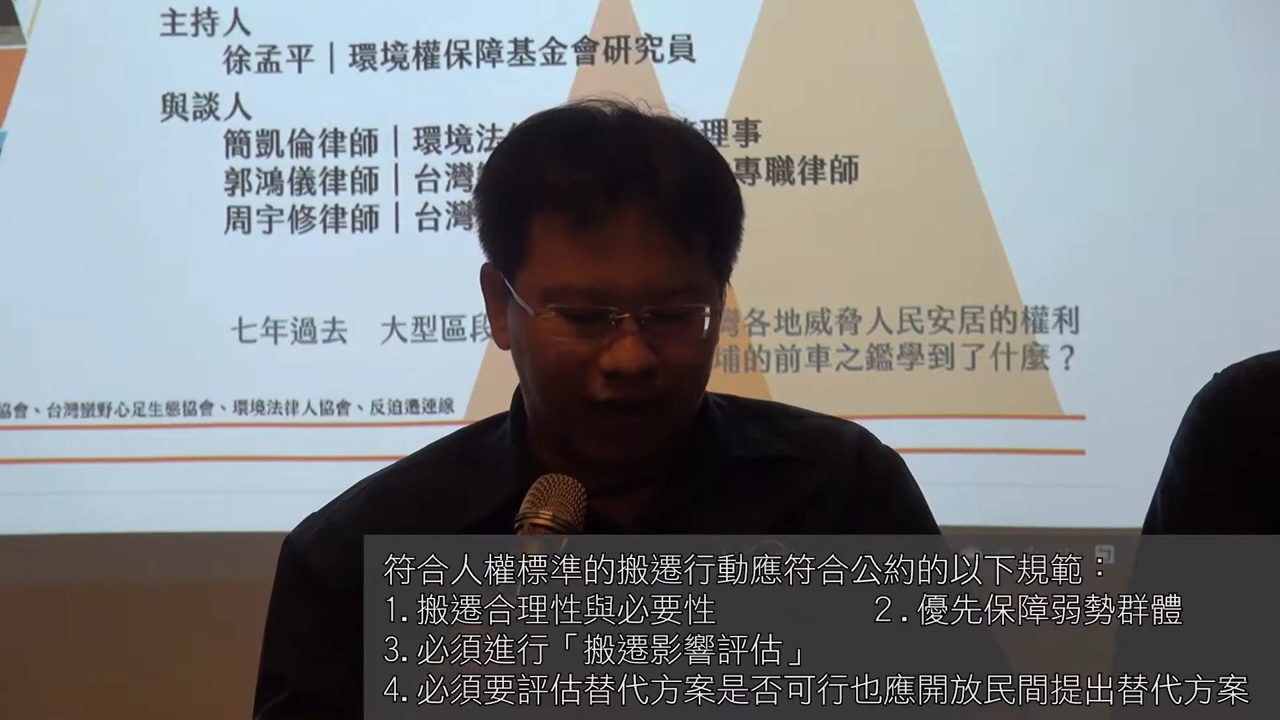 主持人
徐孟平｜環境權保障基金會研究員
與談人
簡凱倫律師｜環境法 理事
郭鴻儀律師｜台灣 專職律師
周宇修律師｜台灣
七年過去　大型區段 各地威脅人民安居的權利
埔的前車之鑑學到了什麼？
協會、台灣蠻野心足生態協會、環境法律人協會、反迫遷連線
符合人權標準的搬遷行動應符合公約的以下規範：
1.搬遷合理性與必要性　2.優先保障弱勢群體
3.必須進行「搬遷影響評估」
4.必須要評估替代方案是否可行也應開放民間提出替代方案